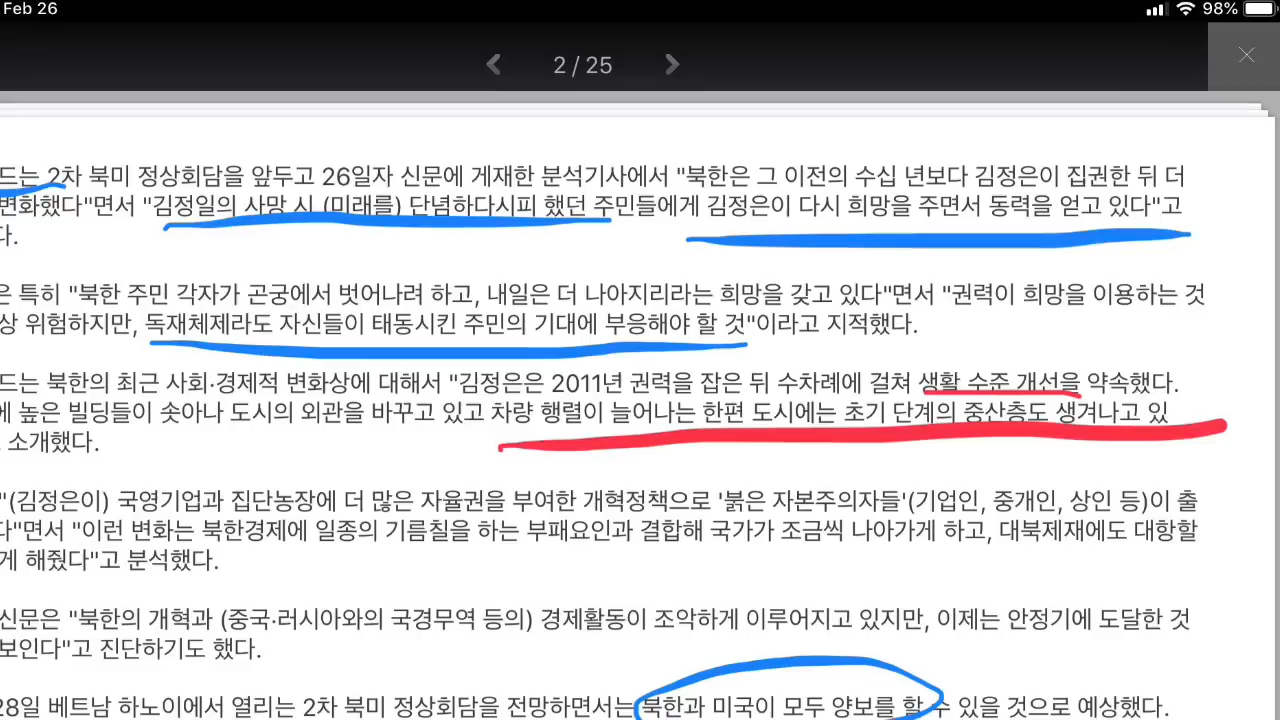 Feb 26
98%
2 / 25
드는 2차 북미 정상회담을 앞두고 26일자 신문에 게재한 분석기사에서 "북한은 그 이전의 수십 년보다 김정은이 집권한 뒤 더
변화했다"면서 "김정일의 사망 시 (미래를) 단념하다시피 했던 주민들에게 김정은이 다시 희망을 주면서 동력을 얻고 있다"고
다.
은 특히 "북한 주민 각자가 곤궁에서 벗어나려 하고, 내일은 더 나아지리라는 희망을 갖고 있다"면서 "권력이 희망을 이용하는 것
상 위험하지만, 독재체제라도 자신들이 태동시킨 주민의 기대에 부응해야 할 것"이라고 지적했다.
드는 북한의 최근 사회·경제적 변화상에 대해서 "김정은은 2011년 권력을 잡은 뒤 수차례에 걸쳐 생활 수준 개선을 약속했다.
에 높은 빌딩들이 솟아나 도시의 외관을 바꾸고 있고 차량 행렬이 늘어나는 한편 도시에는 초기 단계의 중산층도 생겨나고 있
소개했다.
"(김정은이) 국영기업과 집단농장에 더 많은 자율권을 부여한 개혁정책으로 '붉은 자본주의자들'(기업인, 중개인, 상인 등)이 출
다"면서 "이런 변화는 북한경제에 일종의 기름칠을 하는 부패요인과 결합해 국가가 조금씩 나아가게 하고, 대북제재에도 대항할
게 해줬다"고 분석했다.
신문은 "북한의 개혁과 (중국·러시아와의 국경무역 등의) 경제활동이 조악하게 이루어지고 있지만, 이제는 안정기에 도달한 것
보인다"고 진단하기도 했다.
28일 베트남 하노이에서 열리는 2차 북미 정상회담을 전망하면서는 북한과 미국이 모두 양보를 할 수 있을 것으로 예상했다.